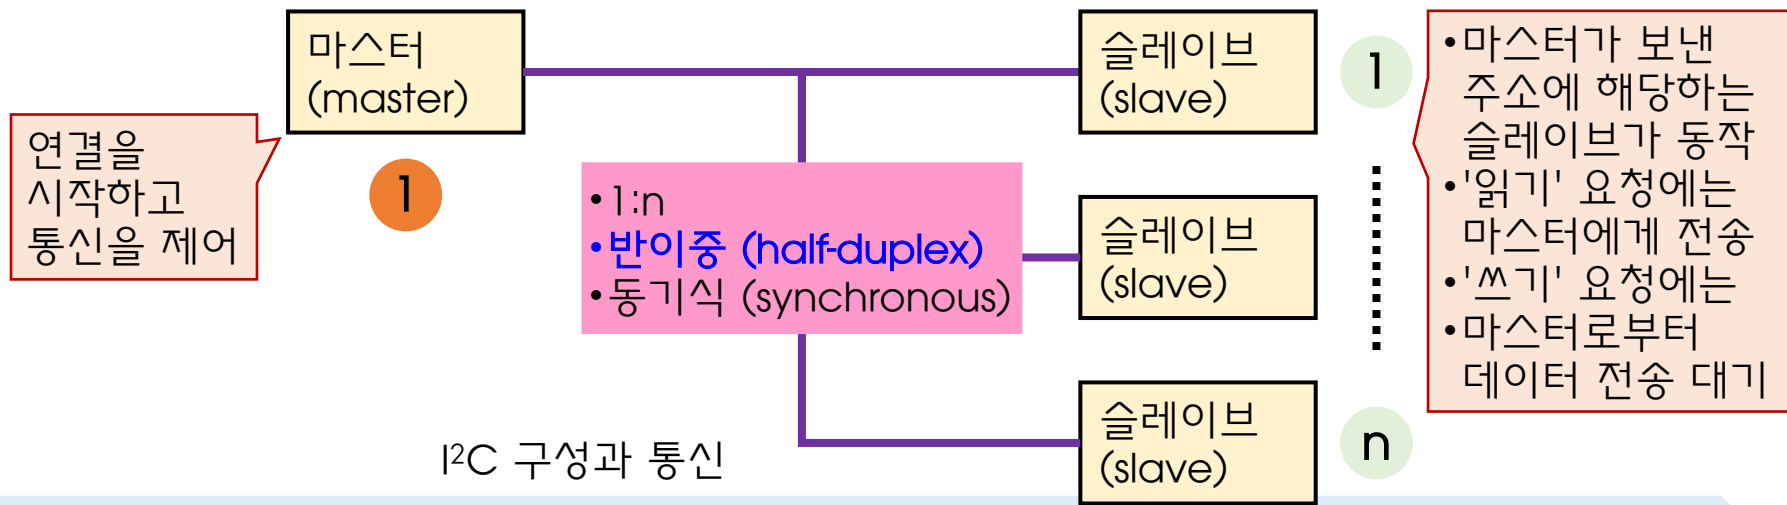 마스터
(master)
연결을
시작하고
통신을 제어
1
•1:n
•반이중 (half-duplex)
•동기식 (synchronous)
슬레이브
(slave)
1
슬레이브
(slave)
슬레이브
(slave)
n
•마스터가 보낸
주소에 해당하는
슬레이브가 동작
•'읽기' 요청에는
마스터에게 전송
•'쓰기' 요청에는
•마스터로부터
데이터 전송 대기
I²C 구성과 통신